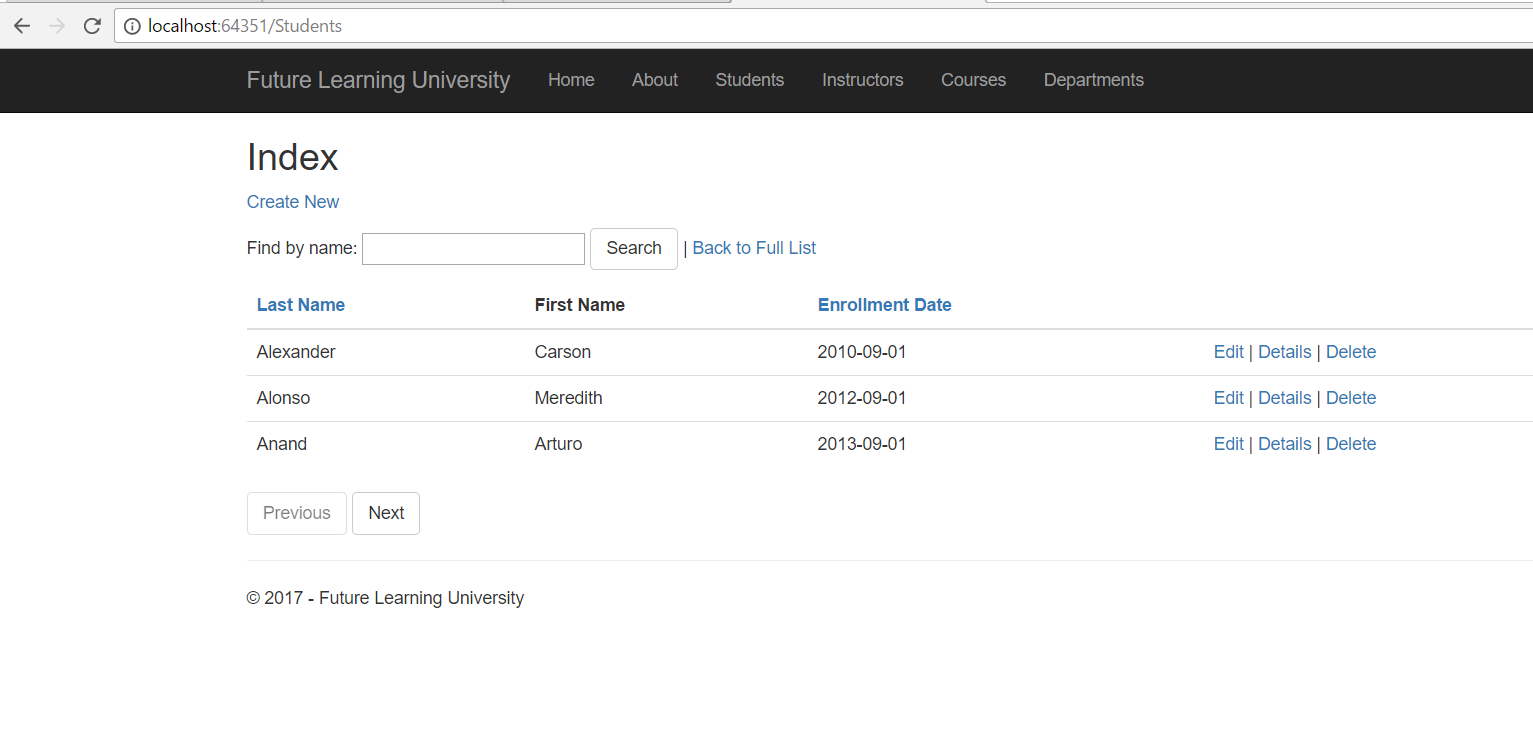 localhost:64351/Students
Future Learning University Home About Students Instructors Courses Departments
Index
Create New
Find by name: Search | Back to Full List
Last Name First Name Enrollment Date
Alexander Carson 2010-09-01 Edit | Details | Delete
Alonso Meredith 2012-09-01 Edit | Details | Delete
Anand Arturo 2013-09-01 Edit | Details | Delete
Previous Next
© 2017 - Future Learning University